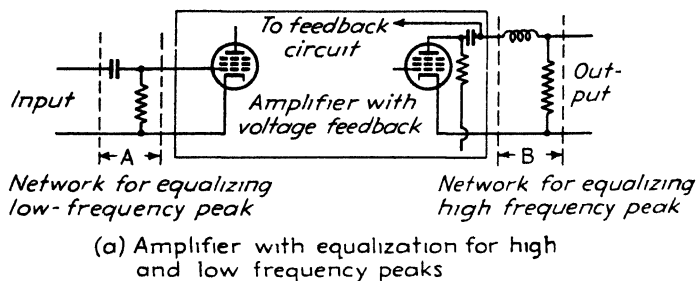 To feedback
circuit
Input
Amplifier with
voltage feedback
Out-
put
A
B
Network for equalizing
low-frequency peak
Network for equalizing
high frequency peak
(a) Amplifier with equalization for high
and low frequency peaks